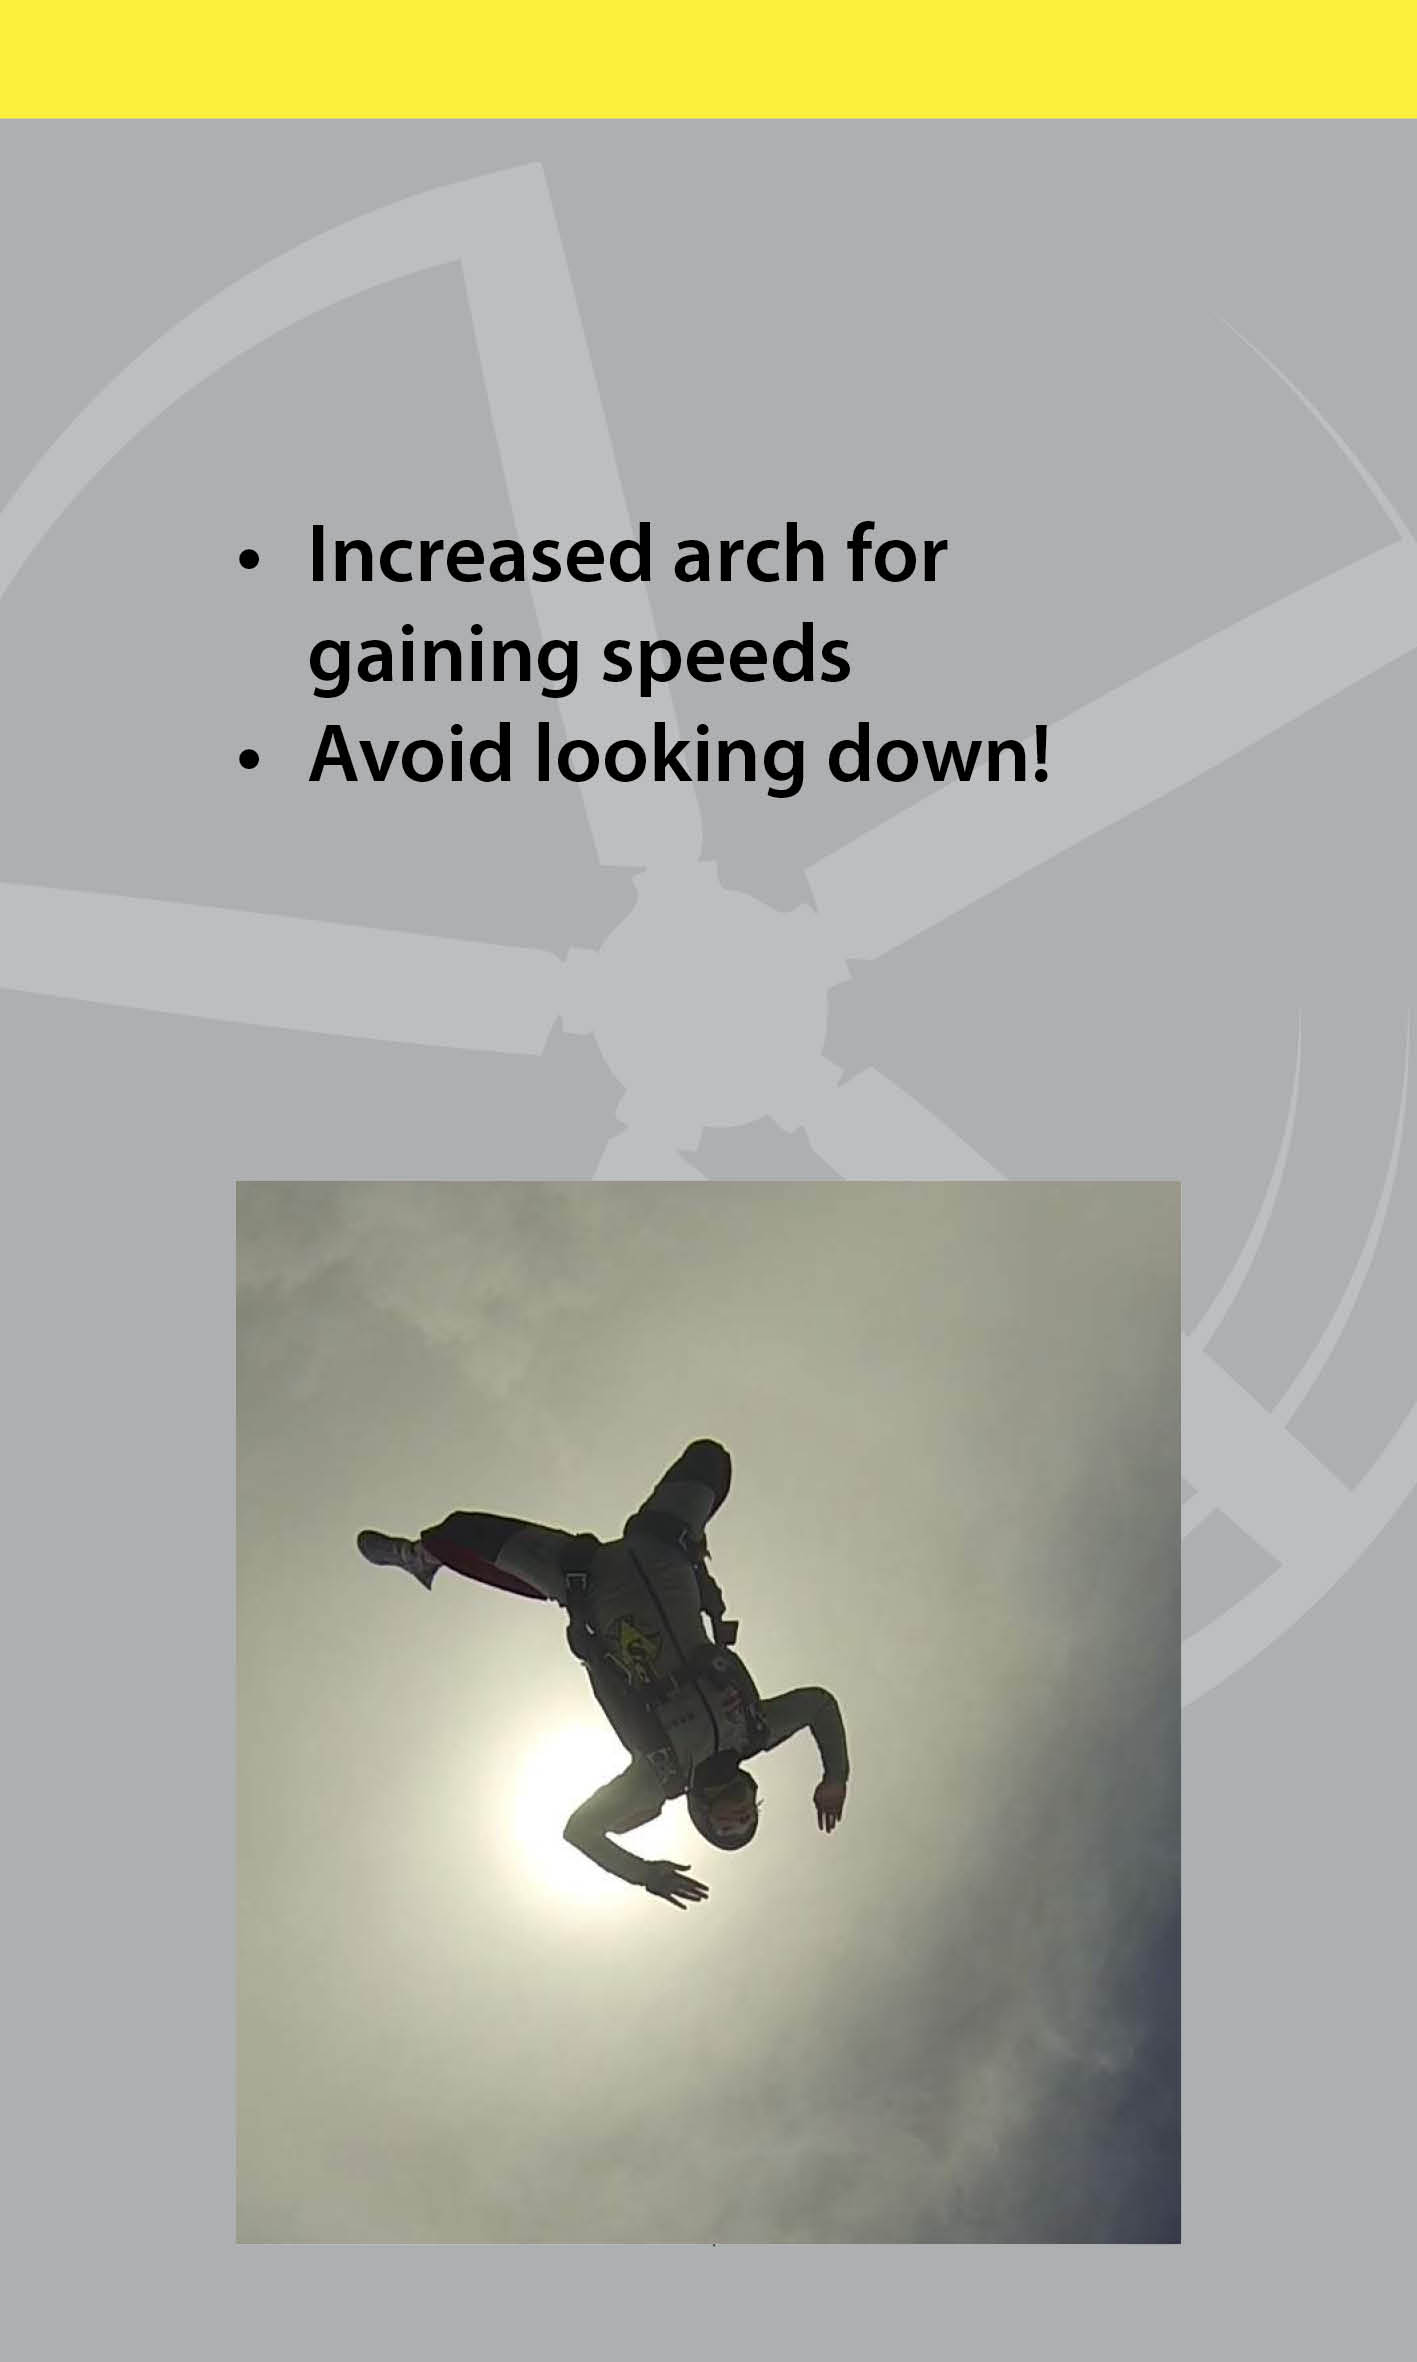 • Increased arch for
gaining speeds
• Avoid looking down!